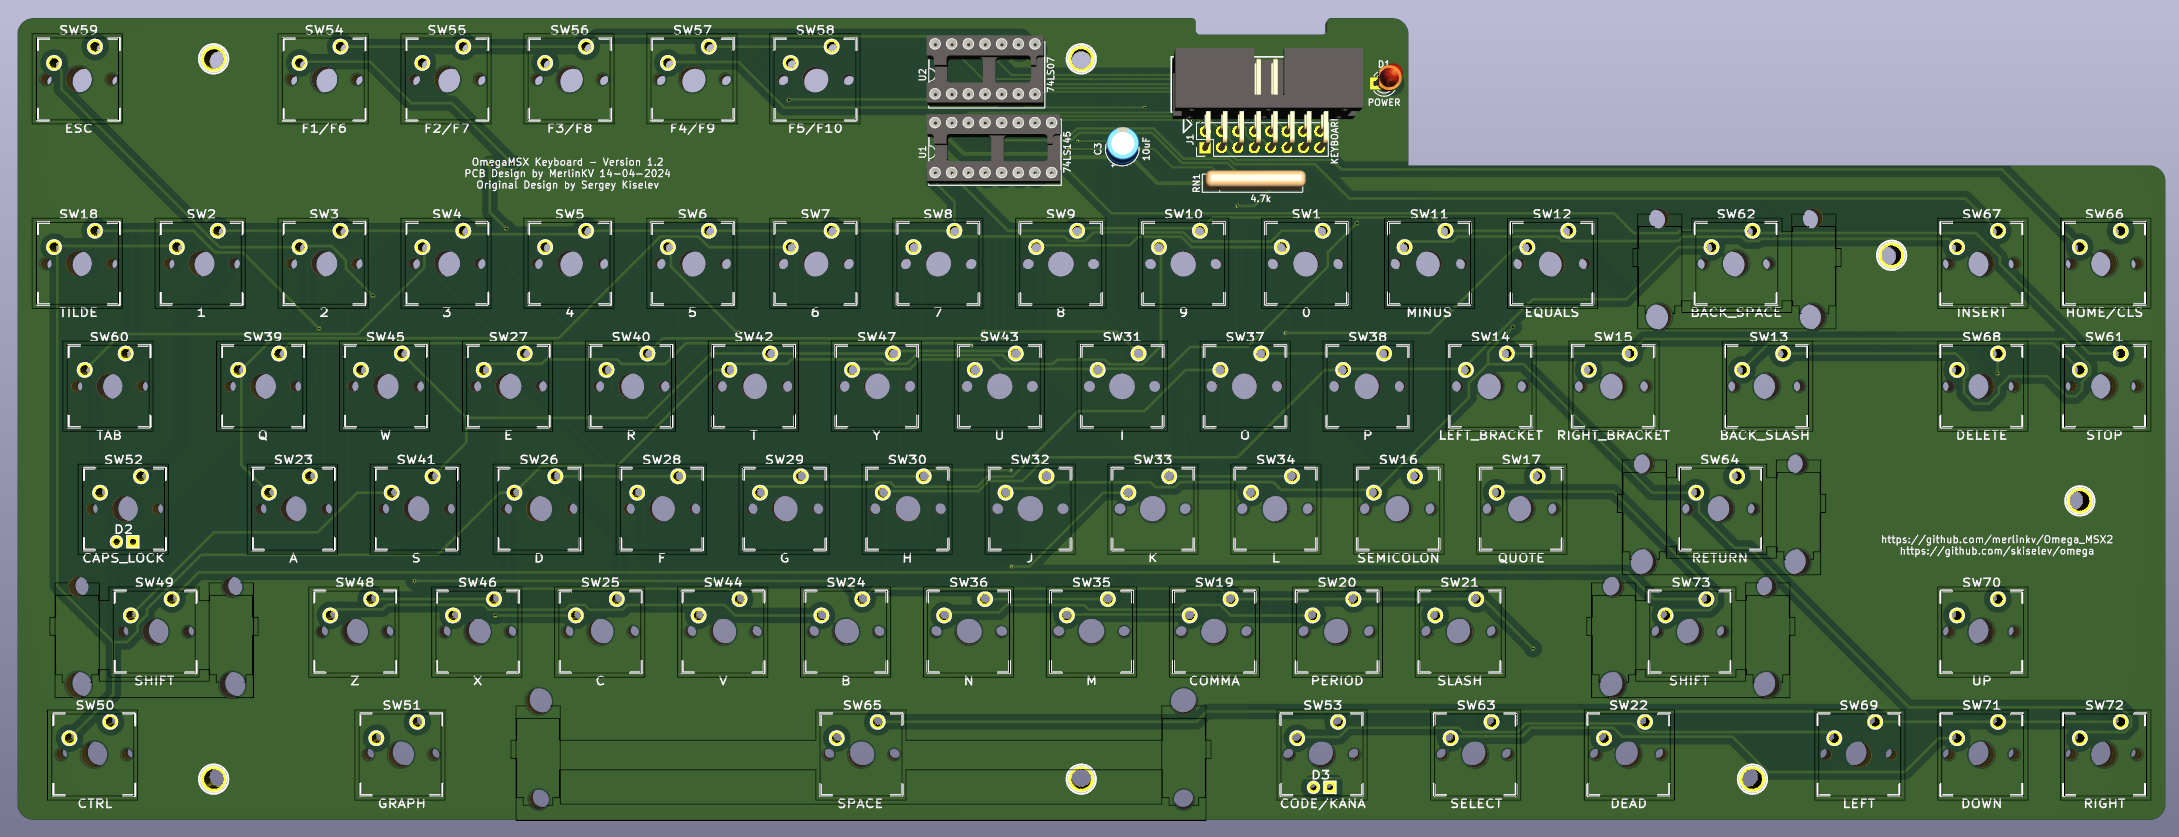 SW59 SW54 SW55 SW56 SW57 SW58
D1
U2
74LS07
POWER
ESC F1/F6 F2/F7 F3/F8 F4/F9 F5/F10
U1
74LS145
C3
10uF
J1
KEYBOARD
OmegaMSX Keyboard - Version 1.2
PCB Design by MerlinKV 14-04-2024
Original Design by Sergey Kiselev
RN1
4.7k
SW18 SW2 SW3 SW4 SW5 SW6 SW7 SW8 SW9 SW10 SW1 SW11 SW12 SW62 SW67 SW66
TILDE 1 2 3 4 5 6 7 8 9 0 MINUS EQUALS BACK_SPACE INSERT HOME/CLS
SW60 SW39 SW45 SW27 SW40 SW42 SW47 SW43 SW31 SW37 SW38 SW14 SW15 SW13 SW68 SW61
TAB Q W E R T Y U I O P LEFT_BRACKET RIGHT_BRACKET BACK_SLASH DELETE STOP
SW52 SW23 SW41 SW26 SW28 SW29 SW30 SW32 SW33 SW34 SW16 SW17 SW64
D2
CAPS_LOCK A S D F G H J K L SEMICOLON QUOTE RETURN
https://github.com/merlinkv/Omega_MSX2
https://github.com/skiselev/omega
SW49 SW48 SW46 SW25 SW44 SW24 SW36 SW35 SW19 SW20 SW21 SW73 SW70
SHIFT Z X C V B N M COMMA PERIOD SLASH SHIFT UP
SW50 SW51 SW65 SW53 SW63 SW22 SW69 SW71 SW72
D3
CTRL GRAPH SPACE CODE/KANA SELECT DEAD LEFT DOWN RIGHT